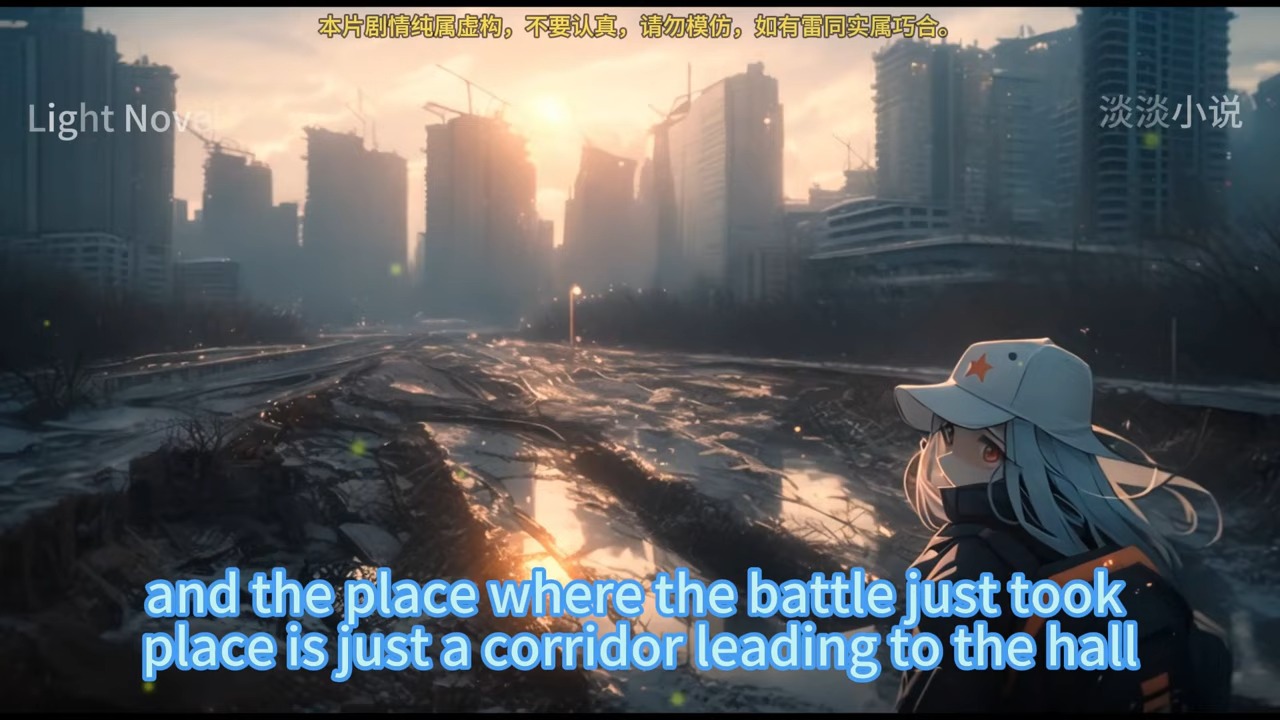 本片剧情纯属虚构，不要认真，请勿模仿，如有雷同实属巧合。
Light Nova
淡淡小说
and the place where the battle just took
place is just a corridor leading to the hall